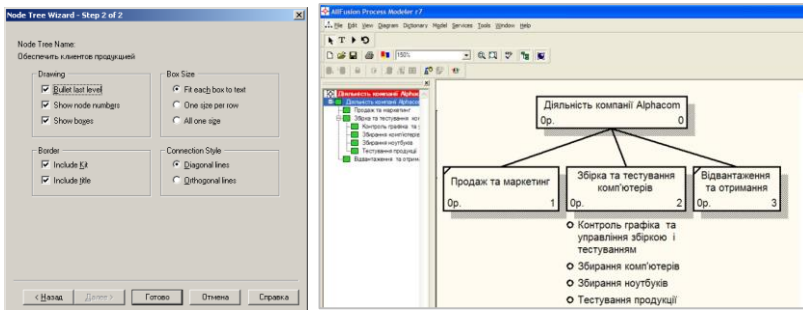 Node Tree Wizard - Step 2 of 2
Node Tree Name:
Обеспечить клиентов продукцией
Drawing
Bullet last level
Show node numbers
Show boxes
Box Size
Fit each box to text
One size per row
All one size
Border
Include Kit
Include title
Connection Style
Diagonal lines
Orthogonal lines
< Назад
Далее >
Готово
Отмена
Справка
AllFusion Process Modeler r7
File Edit View Diagram Dictionary Model Services Tools Window Help
150%
Діяльність компанії Alphacom
Діяльність компанії Alphacom
Продаж та маркетинг
Збірка та тестування
Контроль графіка та
Збирання комп'ютерів
Збирання ноутбуків
Тестування продукції
Відвантаження та отрим
Діяльність компанії Alphacom
0р. 0
Продаж та маркетинг
0р. 1
Збірка та тестування
комп'ютерів
0р. 2
Відвантаження
та отримання
0р. 3
Контроль графіка та
управління збіркою і
тестуванням
Збирання комп'ютерів
Збирання ноутбуків
Тестування продукції